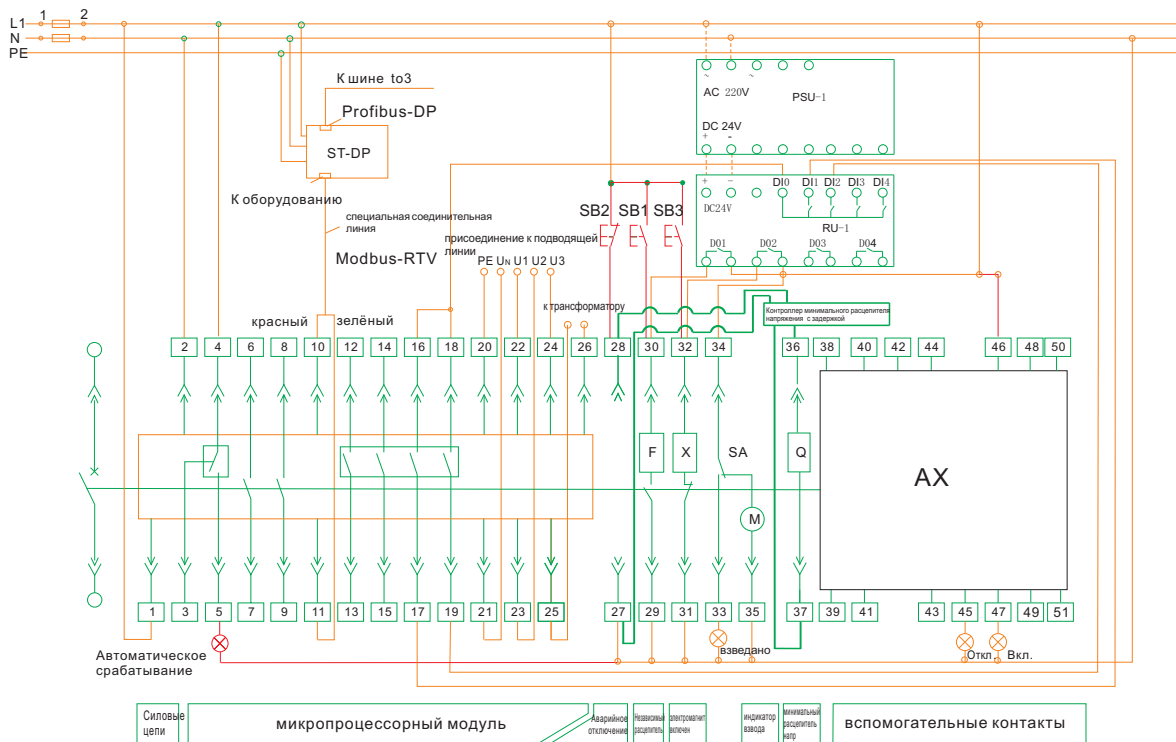 L1 1 2
N
PE
К шине to3
Profibus-DP
ST-DP
К оборудованию
специальная соединительная
линия
Modbus-RTV
красный зелёный
присоединение к подводящей
линии
PE UN U1 U2 U3
к трансформатору
SB2 SB1 SB3
~ ~
AC 220V PSU-1
DC 24V
+ -
+ −
DI0 DI1 DI2 DI3 DI4
DC24V
RU-1
DO1 DO2 DO3 DO4
Контроллер минимального расцепителя
напряжения с задержкой
2 4 6 8 10 12 14 16 18 20 22 24 26 28 30 32 34 36 38 40 42 44 46 48 50
F X SA Q
M
AX
1 3 5 7 9 11 13 15 17 19 21 23 25 27 29 31 33 35 37 39 41 43 45 47 49 51
Автоматическое
срабатывание
взведано
Откл. Вкл.
Силовые
цепи
микропроцессорный модуль
Аварийное
отключение
Независимый
расцепитель
электромагнит
включен
индикатор
взвода
минимальный
расцепитель
напр
вспомогательные контакты